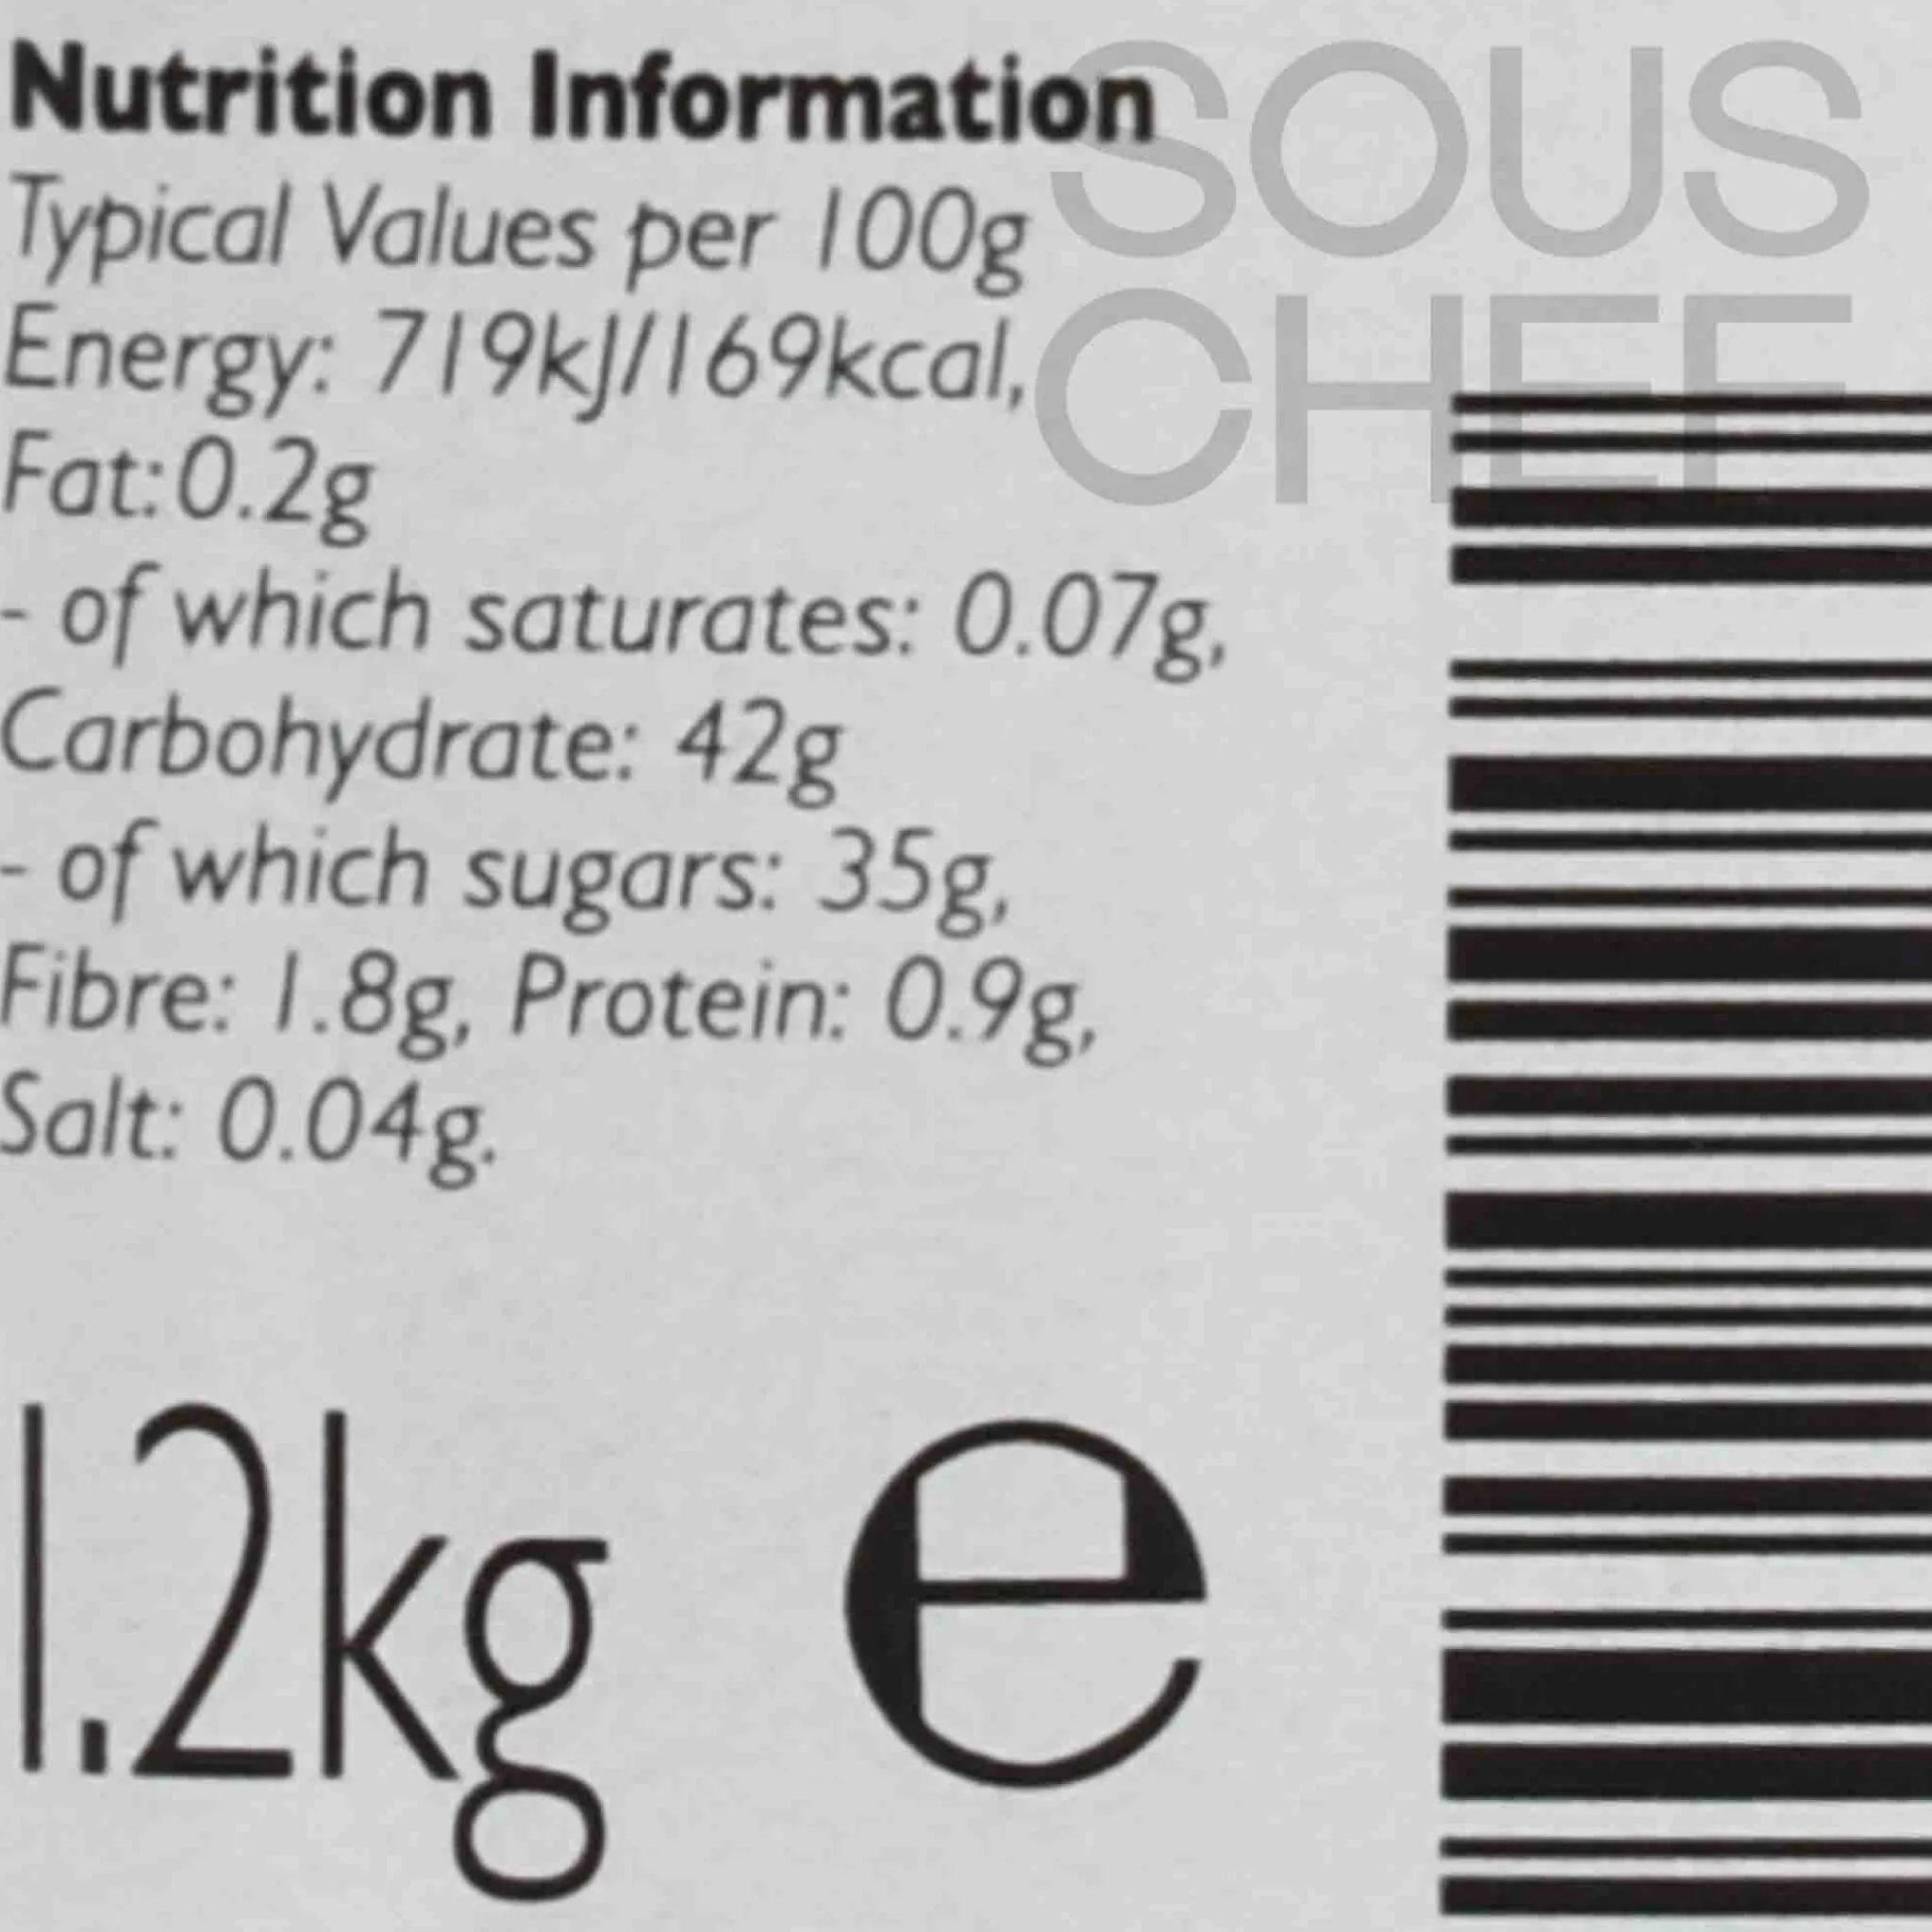 Nutrition Information
Typical Values per 100g
Energy: 719kJ/169kcal,
Fat: 0.2g
- of which saturates: 0.07g,
Carbohydrate: 42g
- of which sugars: 35g,
Fibre: 1.8g, Protein: 0.9g,
Salt: 0.04g.
1.2kg e
SOUS
CHEF